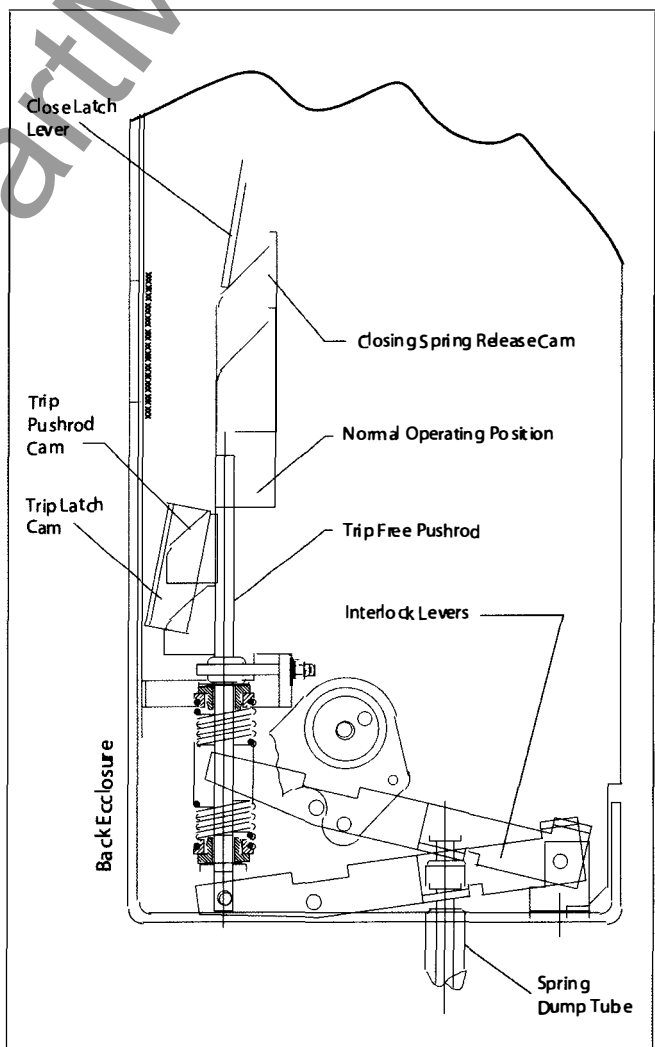 Close Latch
Lever
Closing Spring Release Cam
Trip
Pushrod
Cam
Normal Operating Position
Trip Latch
Cam
Trip Free Pushrod
Interlock Levers
Back Ecclosure
Spring
Dump Tube